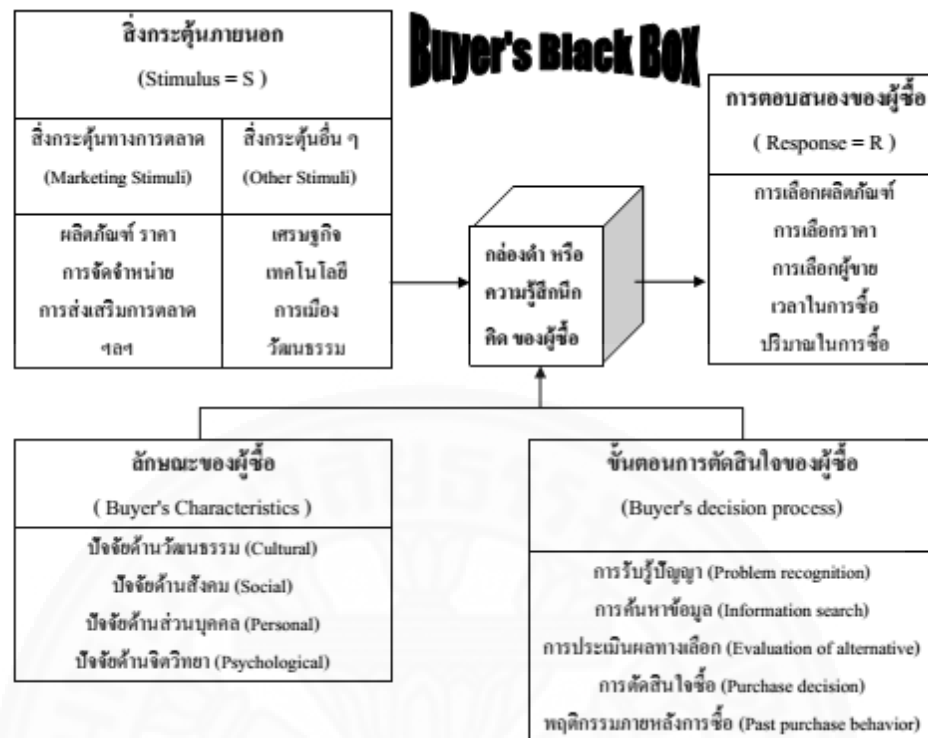 สิ่งกระตุ้นภายนอก
(Stimulus = S )
สิ่งกระตุ้นทางการตลาด
(Marketing Stimuli)
สิ่งกระตุ้นอื่น ๆ
(Other Stimuli)
ผลิตภัณฑ์ ราคา
การจัดจำหน่าย
การส่งเสริมการตลาด
ฯลฯ
เศรษฐกิจ
เทคโนโลยี
การเมือง
วัฒนธรรม
Buyer's Black Box
กล่องดำ หรือ
ความรู้สึกนึก
คิด ของผู้ซื้อ
การตอบสนองของผู้ซื้อ
( Response = R )
การเลือกผลิตภัณฑ์
การเลือกราคา
การเลือกผู้ขาย
เวลาในการซื้อ
ปริมาณในการซื้อ
ลักษณะของผู้ซื้อ
( Buyer's Characteristics )
ปัจจัยด้านวัฒนธรรม (Cultural)
ปัจจัยด้านสังคม (Social)
ปัจจัยด้านส่วนบุคคล (Personal)
ปัจจัยด้านจิตวิทยา (Psychological)
ขั้นตอนการตัดสินใจของผู้ซื้อ
(Buyer's decision process)
การรับรู้ปัญญา (Problem recognition)
การค้นหาข้อมูล (Information search)
การประเมินผลทางเลือก (Evaluation of alternative)
การตัดสินใจซื้อ (Purchase decision)
พฤติกรรมภายหลังการซื้อ (Past purchase behavior)